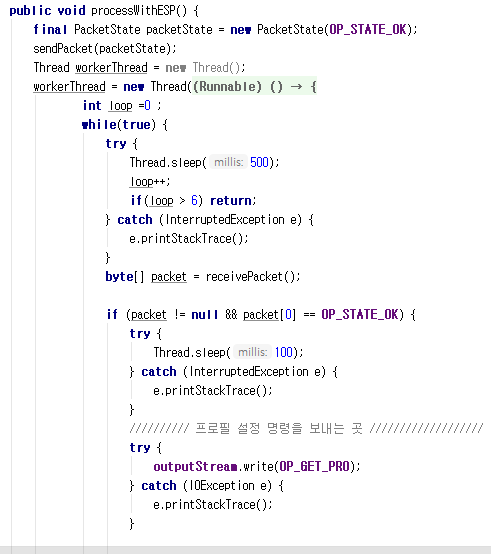 public void processWithESP() {
final PacketState packetState = new PacketState(OP_STATE_OK);
sendPacket(packetState);
Thread workerThread = new Thread();
workerThread = new Thread((Runnable) () → {
int loop =0 ;
while(true) {
try {
Thread.sleep( millis: 500);
loop++;
if(loop > 6) return;
} catch (InterruptedException e) {
e.printStackTrace();
}
byte[] packet = receivePacket();
if (packet != null && packet[0] == OP_STATE_OK) {
try {
Thread.sleep( millis: 100);
} catch (InterruptedException e) {
e.printStackTrace();
}
////////// 프로필 설정 명령을 보내는 곳 ///////////////////
try {
outputStream.write(OP_GET_PRO);
} catch (IOException e) {
e.printStackTrace();
}